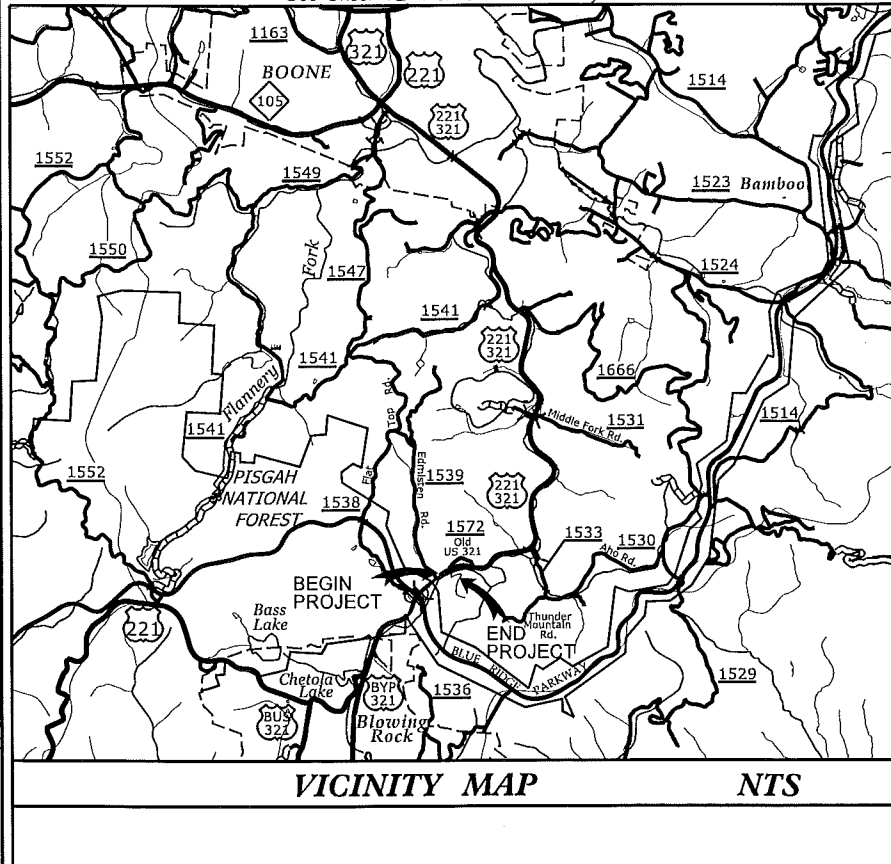 1163
321
BOONE
221
105
221
321
1514
1552
1549
1523
Bamboo
1550
Fork
1547
1524
1541
221
321
1541
1666
Flannery
Top Rd.
Middle Fork Rd.
1531
1514
1541
1552
PISGAH
NATIONAL
FOREST
1538
Flat
Edmisten Rd.
1539
221
321
1572
Old
US 321
1533
1530
Aho Rd.
BEGIN
PROJECT
Bass
Lake
221
END
PROJECT
Thunder
Mountain
Rd.
BLUE RIDGE PARKWAY
Chetola
Lake
BYP
321
1536
1529
BUS
321
Blowing
Rock
VICINITY MAP
NTS